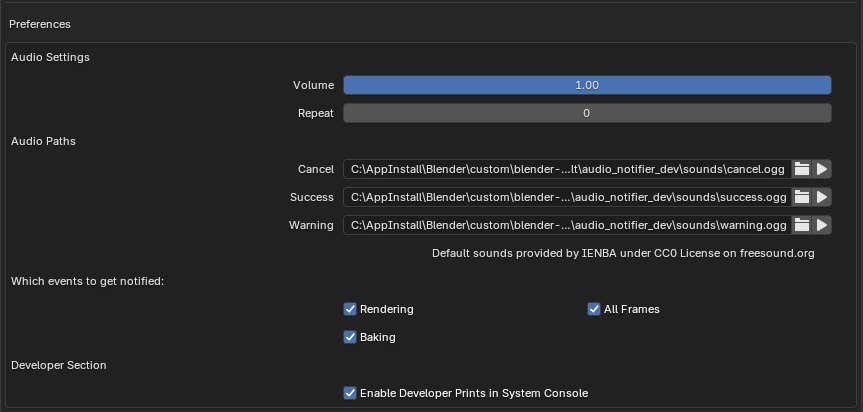 Preferences
Audio Settings
Volume 1.00
Repeat 0
Audio Paths
Cancel C:\AppInstall\Blender\custom\blender-...lt\audio_notifier_dev\sounds\cancel.ogg
Success C:\AppInstall\Blender\custom\blender-...\audio_notifier_dev\sounds\success.ogg
Warning C:\AppInstall\Blender\custom\blender-...\audio_notifier_dev\sounds\warning.ogg
Default sounds provided by IENBA under CC0 License on freesound.org
Which events to get notified:
Rendering All Frames
Baking
Developer Section
Enable Developer Prints in System Console